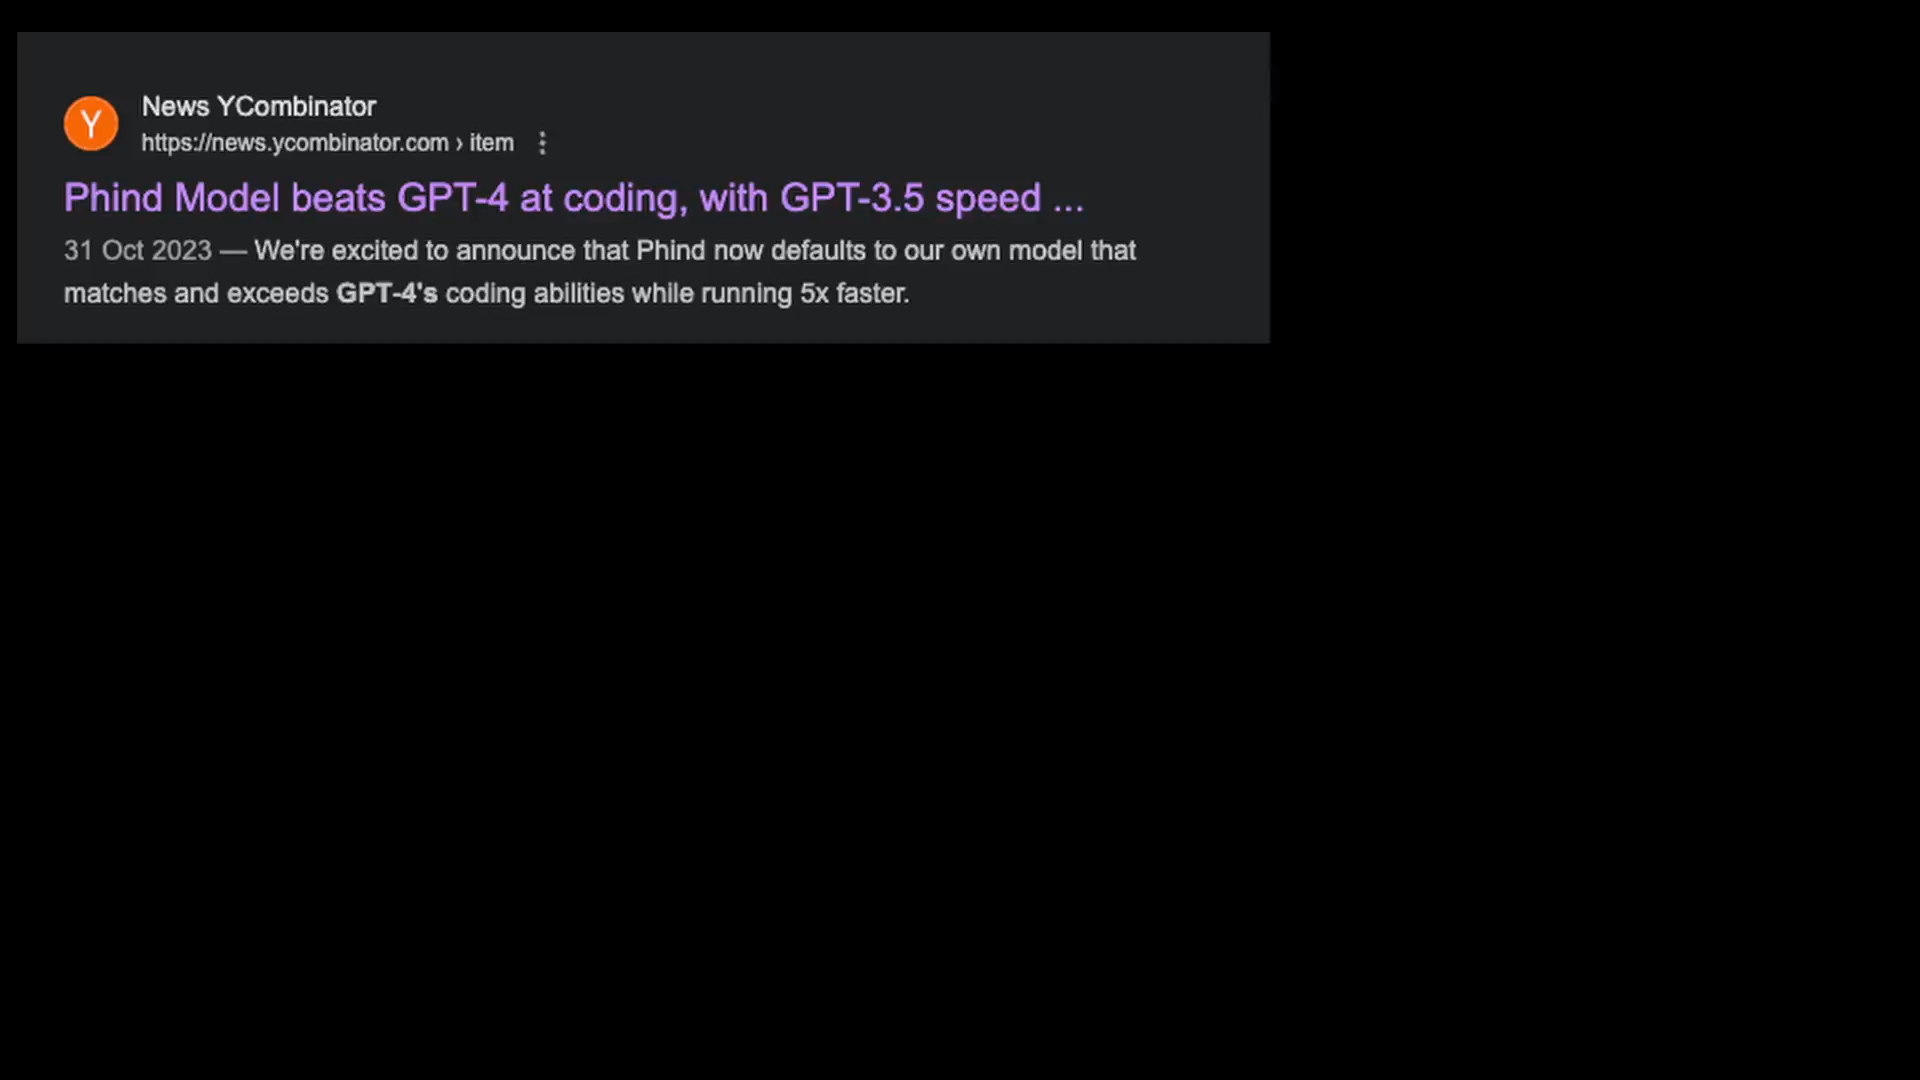 Y
News YCombinator
https://news.ycombinator.com › item
Phind Model beats GPT-4 at coding, with GPT-3.5 speed ...
31 Oct 2023 — We're excited to announce that Phind now defaults to our own model that
matches and exceeds GPT-4's coding abilities while running 5x faster.